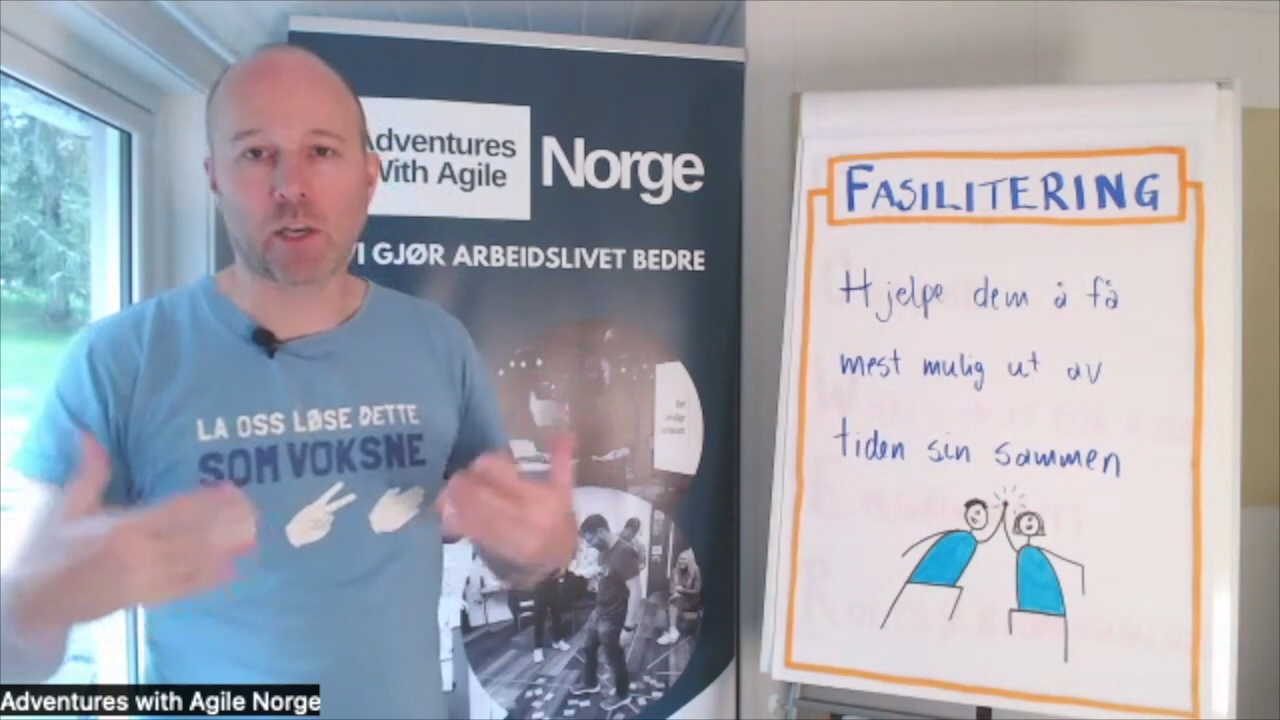 Adventures
With Agile
Norge
VI GJØR ARBEIDSLIVET BEDRE
LA OSS LØSE DETTE
SOM VOKSNE
FASILITERING
Hjelpe dem å få
mest mulig ut av
tiden sin sammen
Adventures with Agile Norge